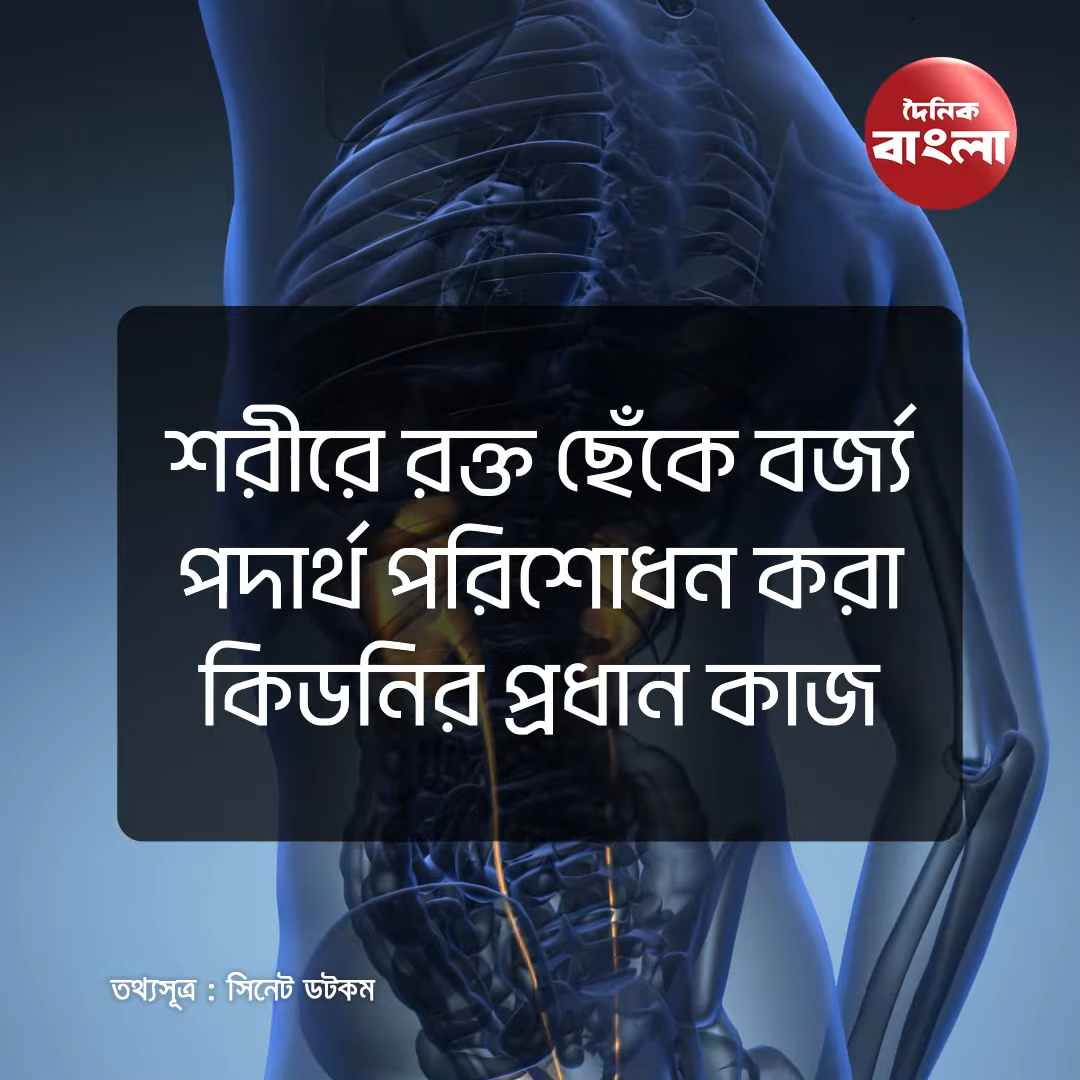 দৈনিক
বাংলা
শরীরে রক্ত ছেঁকে বর্জ্য
পদার্থ পরিশোধন করা
কিডনির প্রধান কাজ
তথ্যসূত্র : সিনেট ডটকম